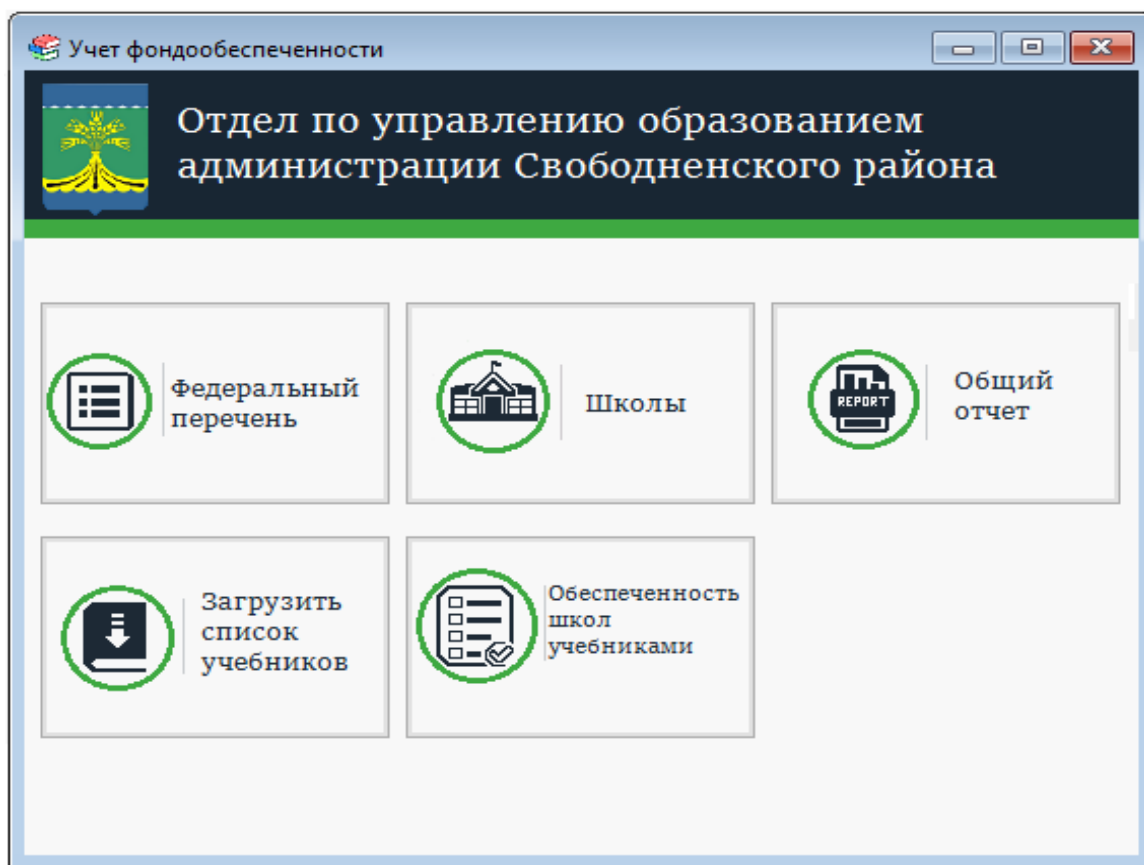 Учет фондообеспеченности
Отдел по управлению образованием
администрации Свободненского района
Федеральный
перечень
Школы
REPORT
Общий
отчет
Загрузить
список
учебников
Обеспеченность
школ
учебниками